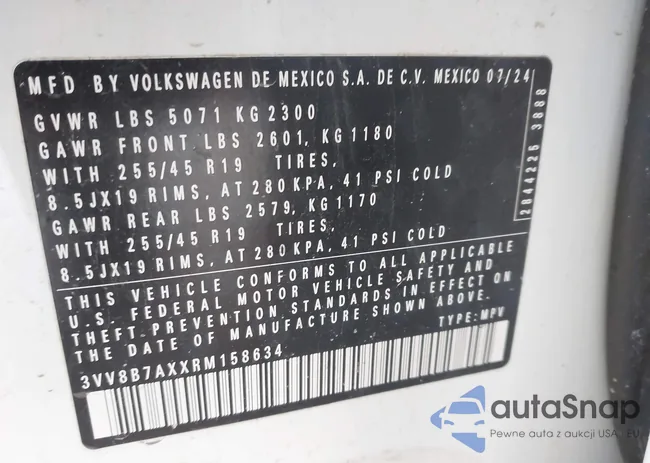 MFD BY VOLKSWAGEN DE MEXICO S.A. DE C.V. MEXICO 07/24
GVWR LBS 5071 KG 2300
GAWR FRONT LBS 2601, KG 1180
WITH 255/45 R19 TIRES,
8.5JX19 RIMS, AT 280 KPA, 41 PSI COLD
GAWR REAR LBS 2579, KG 1170
WITH 255/45 R19 TIRES,
8.5JX19 RIMS, AT 280 KPA, 41 PSI COLD
THIS VEHICLE CONFORMS TO ALL APPLICABLE
U.S. FEDERAL MOTOR VEHICLE SAFETY AND
THEFT PREVENTION STANDARDS IN EFFECT ON
THE DATE OF MANUFACTURE SHOWN ABOVE.
TYPE: MPV
3VV8B7AXXRM158634
2B44226 3888
autaSnap
Pewne auta z aukcji USA i EU